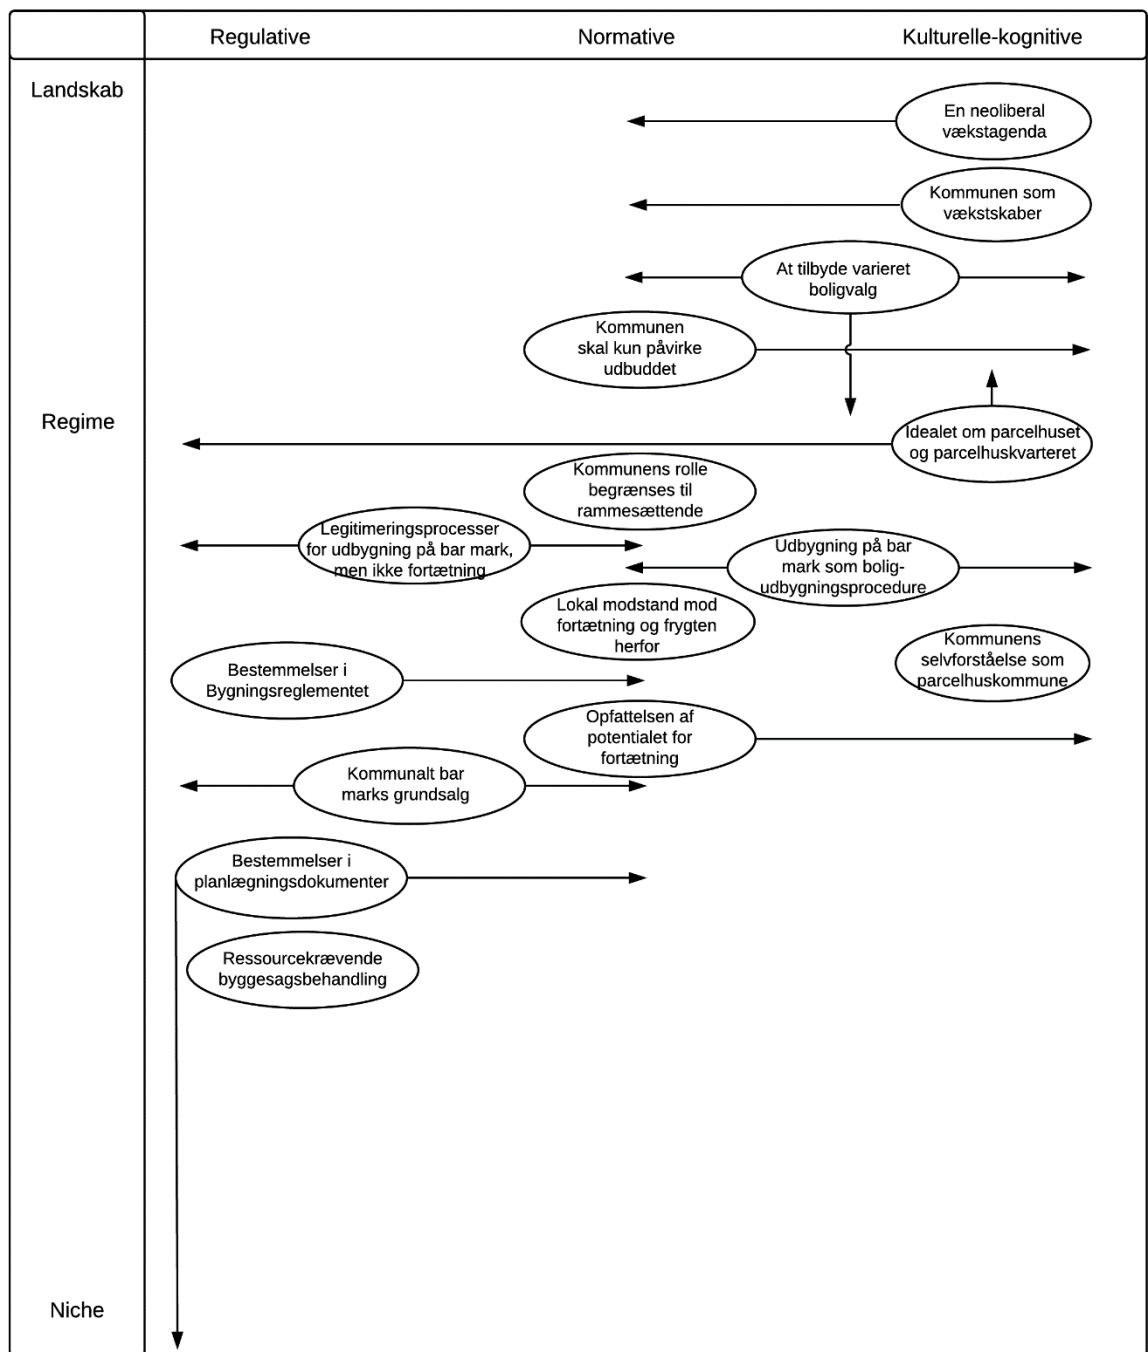 Regulative
Normative
Kulturelle-kognitive
Landskab
En neoliberal
vækstagenda
Kommunen som
vækstskaber
At tilbyde varieret
boligvalg
Kommunen
skal kun påvirke
udbuddet
Regime
Idealet om parcelhuset
og parcelhuskvarteret
Kommunens rolle
begrænses til
rammesættende
Legitimeringsprocesser
for udbygning på bar mark,
men ikke fortætning
Udbygning på bar
mark som bolig-
udbygningsprocedure
Lokal modstand mod
fortætning og frygten
herfor
Kommunens
selvforståelse som
parcelhuskommune
Bestemmelser i
Bygningsreglementet
Opfattelsen af
potentialet for
fortætning
Kommunalt bar
marks grundsalg
Bestemmelser i
planlægningsdokumenter
Ressourcekrævende
byggesagsbehandling
Niche